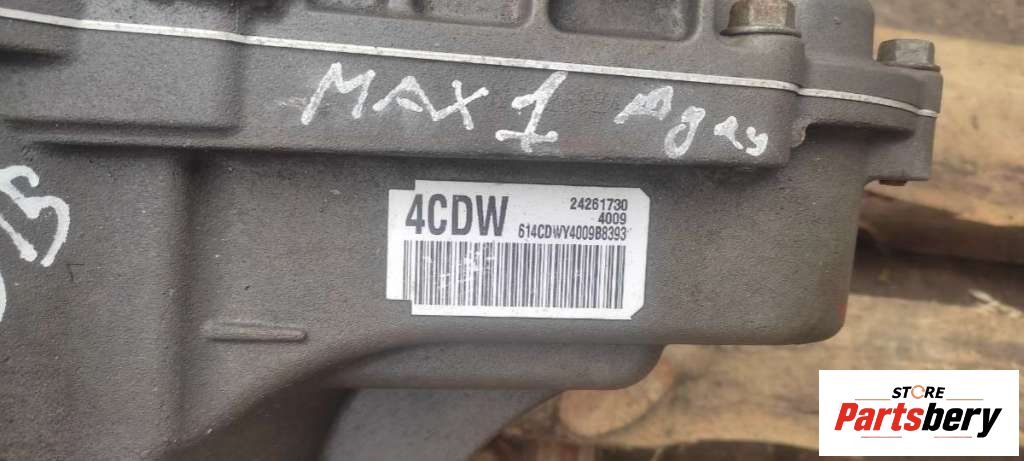 MAX 1
4CDW
24261730
4009
614CDWY4009B8393
STORE
Partsbery